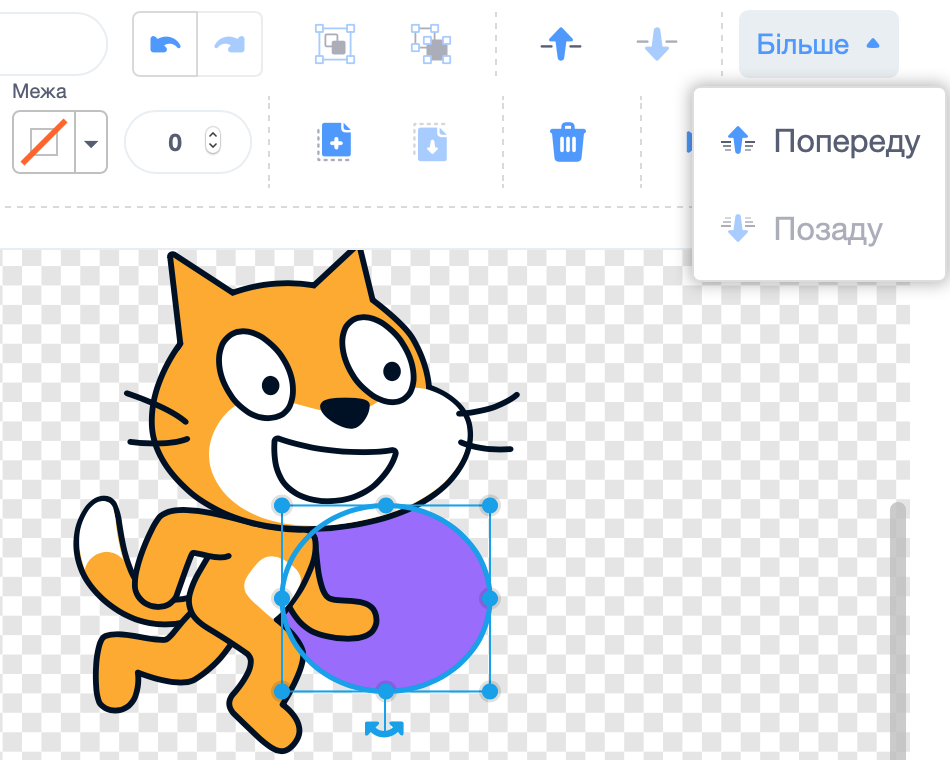 Більше
Межа
0
Попереду
Позаду